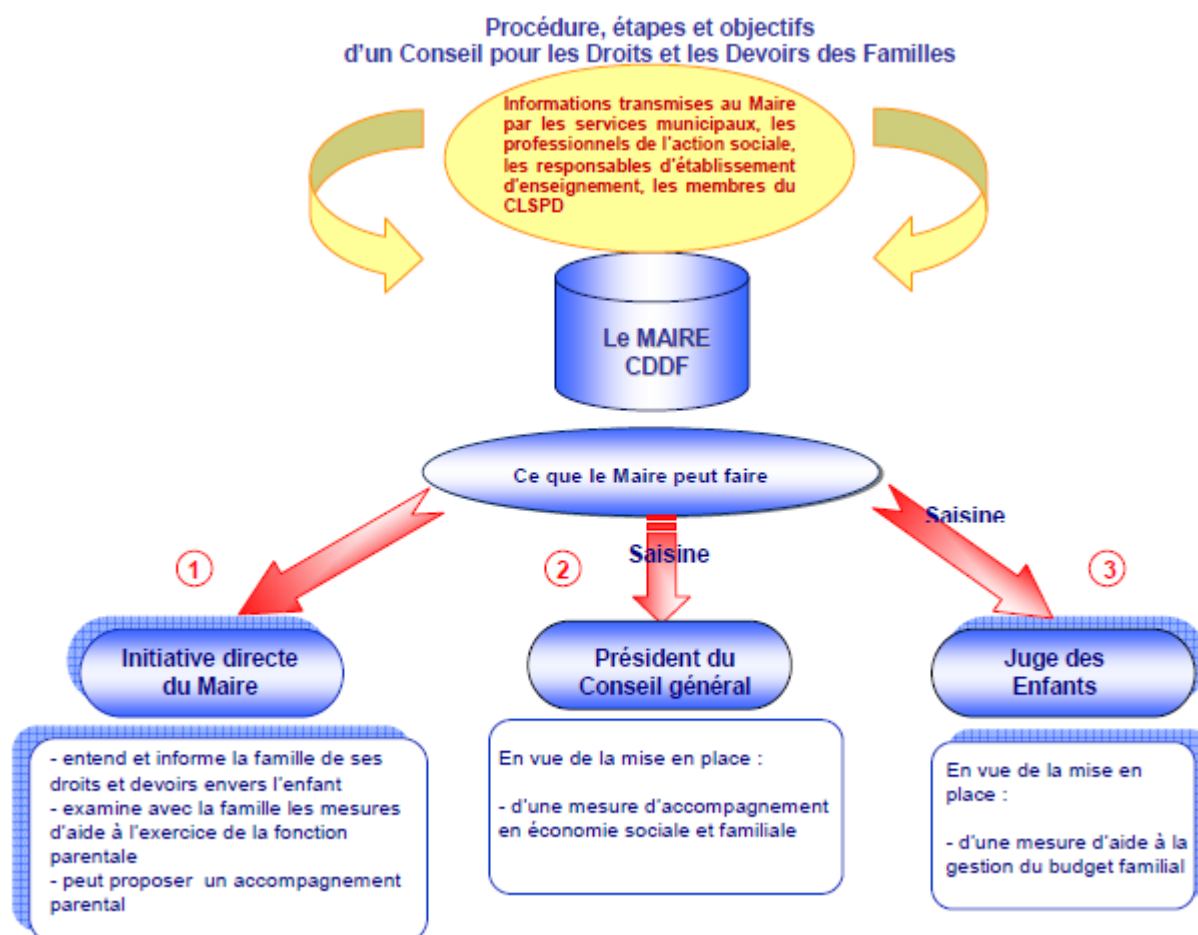 Procédure, étapes et objectifs
d'un Conseil pour les Droits et les Devoirs des Familles
Informations transmises au Maire
par les services municipaux, les
professionnels de l'action sociale,
les responsables d'établissement
d'enseignement, les membres du
CLSPD
Le MAIRE
CDDF
Ce que le Maire peut faire
Saisine
Saisine
1
2
3
Initiative directe
du Maire
- entend et informe la famille de ses
droits et devoirs envers l'enfant
- examine avec la famille les mesures
d'aide à l'exercice de la fonction
parentale
- peut proposer un accompagnement
parental
Président du
Conseil général
En vue de la mise en place :
- d'une mesure d'accompagnement
en économie sociale et familiale
Juge des
Enfants
En vue de la mise en
place :
- d'une mesure d'aide à la
gestion du budget familial